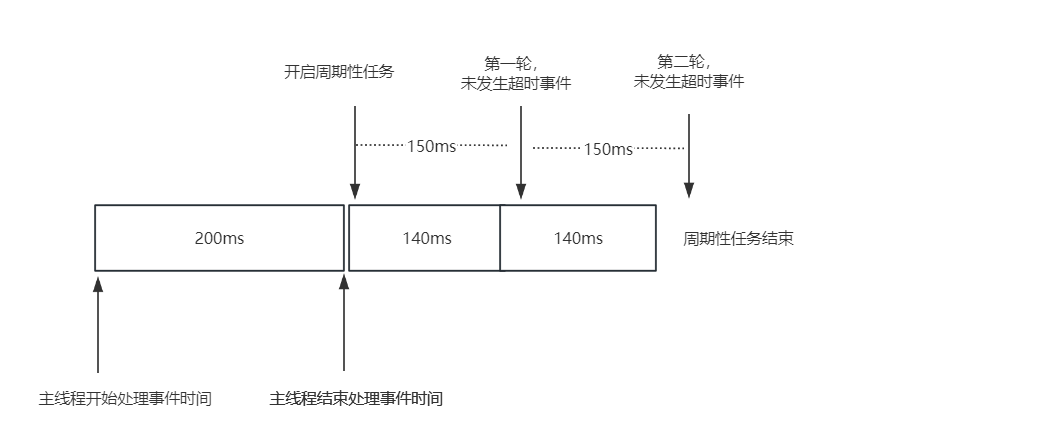 开启周期性任务
第一轮，
未发生超时事件
第二轮，
未发生超时事件
150ms
150ms
200ms
140ms
140ms
周期性任务结束
主线程开始处理事件时间
主线程结束处理事件时间